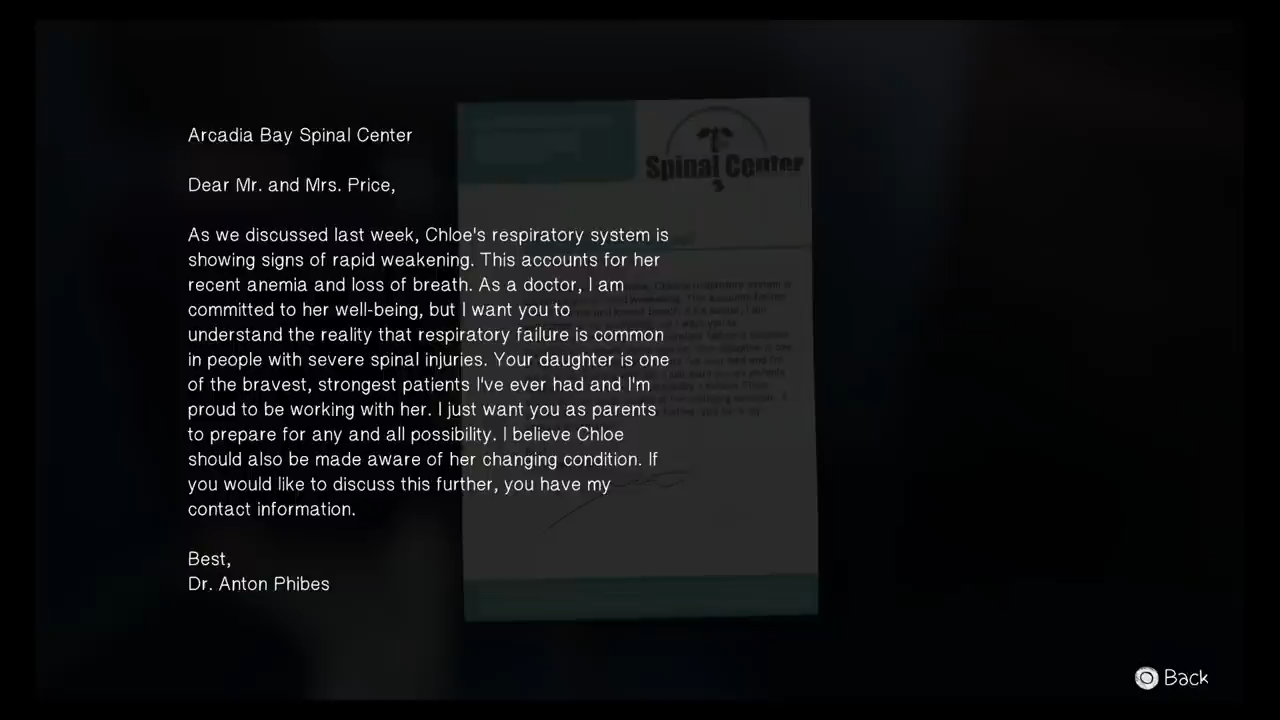 Arcadia Bay Spinal Center
Dear Mr. and Mrs. Price,
As we discussed last week, Chloe's respiratory system is
showing signs of rapid weakening. This accounts for her
recent anemia and loss of breath. As a doctor, I am
committed to her well-being, but I want you to
understand the reality that respiratory failure is common
in people with severe spinal injuries. Your daughter is one
of the bravest, strongest patients I've ever had and I'm
proud to be working with her. I just want you as parents
to prepare for any and all possibility. I believe Chloe
should also be made aware of her changing condition. If
you would like to discuss this further, you have my
contact information.
Best,
Dr. Anton Phibes
Spinal Center
Back